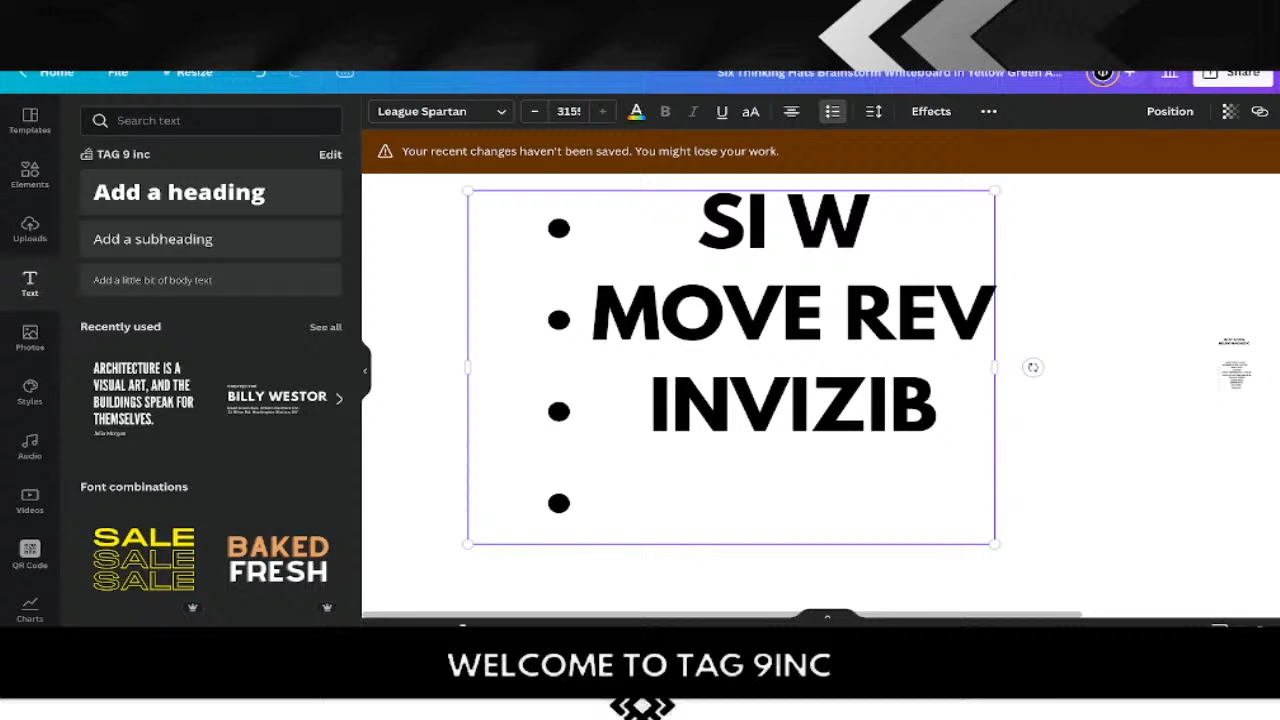 Home File Resize Six Thinking Hats Brainstorm Whiteboard in Yellow Green A... Share
League Spartan − 315! + A B I U aA Effects ••• Position
Templates
Elements
Uploads
Text
Photos
Styles
Audio
Videos
QR Code
Charts
Search text
TAG 9 inc Edit
Add a heading
Add a subheading
Add a little bit of body text
Recently used See all
ARCHITECTURE IS A
VISUAL ART, AND THE
BUILDINGS SPEAK FOR
THEMSELVES.
Julia Morgan
BILLY WESTOR
Font combinations
SALE
SALE
SALE
BAKED
FRESH
Your recent changes haven't been saved. You might lose your work.
• SI W
• MOVE REV
• INVIZIB
•
WELCOME TO TAG 9INC